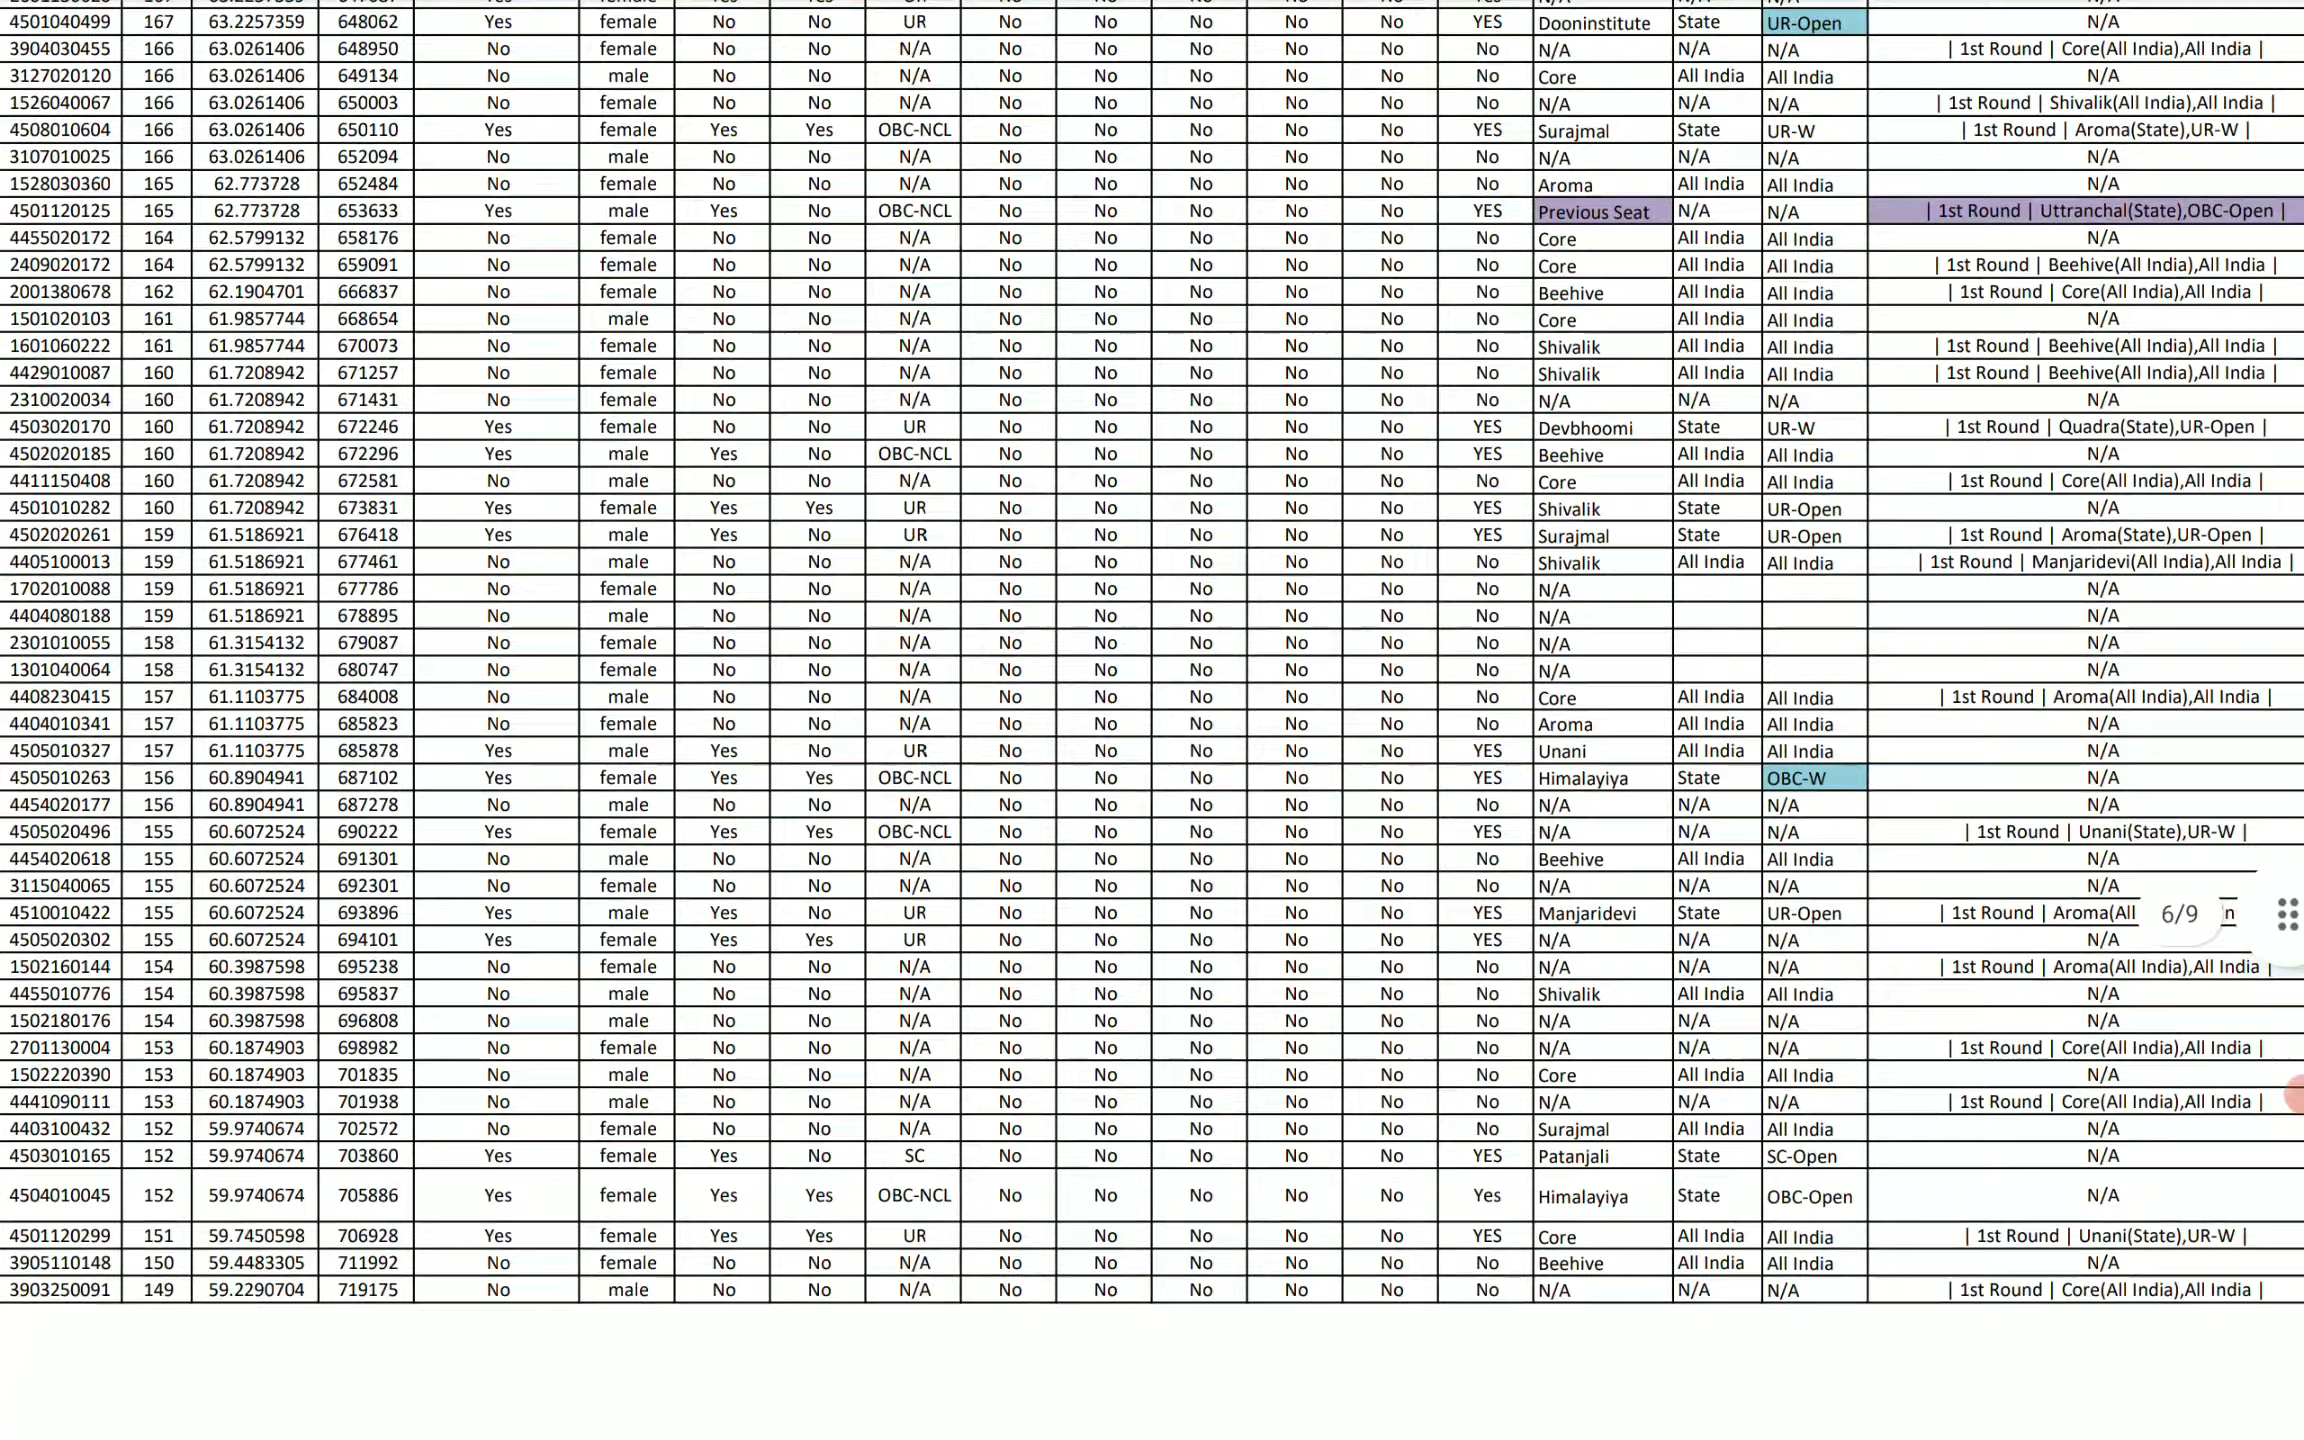 4501040499 167 63.2257359 648062 Yes female No No UR No No No No No YES Dooninstitute State UR-Open N/A
3904030455 166 63.0261406 648950 No female No No N/A No No No No No No N/A N/A N/A | 1st Round | Core(All India),All India |
3127020120 166 63.0261406 649134 No male No No N/A No No No No No No Core All India All India N/A
1526040067 166 63.0261406 650003 No female No No N/A No No No No No No N/A N/A N/A | 1st Round | Shivalik(All India),All India |
4508010604 166 63.0261406 650110 Yes female Yes Yes OBC-NCL No No No No No YES Surajmal State UR-W | 1st Round | Aroma(State),UR-W |
3107010025 166 63.0261406 652094 No male No No N/A No No No No No No N/A N/A N/A N/A
1528030360 165 62.773728 652484 No female No No N/A No No No No No No Aroma All India All India N/A
4501120125 165 62.773728 653633 Yes male Yes No OBC-NCL No No No No No YES Previous Seat N/A N/A | 1st Round | Uttranchal(State),OBC-Open |
4455020172 164 62.5799132 658176 No female No No N/A No No No No No No Core All India All India N/A
2409020172 164 62.5799132 659091 No female No No N/A No No No No No No Core All India All India | 1st Round | Beehive(All India),All India |
2001380678 162 62.1904701 666837 No female No No N/A No No No No No No Beehive All India All India | 1st Round | Core(All India),All India |
1501020103 161 61.9857744 668654 No male No No N/A No No No No No No Core All India All India N/A
1601060222 161 61.9857744 670073 No female No No N/A No No No No No No Shivalik All India All India | 1st Round | Beehive(All India),All India |
4429010087 160 61.7208942 671257 No female No No N/A No No No No No No Shivalik All India All India | 1st Round | Beehive(All India),All India |
2310020034 160 61.7208942 671431 No female No No N/A No No No No No No N/A N/A N/A N/A
4503020170 160 61.7208942 672246 Yes female No No UR No No No No No YES Devbhoomi State UR-W | 1st Round | Quadra(State),UR-Open |
4502020185 160 61.7208942 672296 Yes male Yes No OBC-NCL No No No No No YES Beehive All India All India N/A
4411150408 160 61.7208942 672581 No male No No N/A No No No No No No Core All India All India | 1st Round | Core(All India),All India |
4501010282 160 61.7208942 673831 Yes female Yes Yes UR No No No No No YES Shivalik State UR-Open N/A
4502020261 159 61.5186921 676418 Yes male Yes No UR No No No No No YES Surajmal State UR-Open | 1st Round | Aroma(State),UR-Open |
4405100013 159 61.5186921 677461 No male No No N/A No No No No No No Shivalik All India All India | 1st Round | Manjaridevi(All India),All India |
1702010088 159 61.5186921 677786 No female No No N/A No No No No No No N/A N/A
4404080188 159 61.5186921 678895 No male No No N/A No No No No No No N/A N/A
2301010055 158 61.3154132 679087 No female No No N/A No No No No No No N/A N/A
1301040064 158 61.3154132 680747 No female No No N/A No No No No No No N/A N/A
4408230415 157 61.1103775 684008 No male No No N/A No No No No No No Core All India All India | 1st Round | Aroma(All India),All India |
4404010341 157 61.1103775 685823 No female No No N/A No No No No No No Aroma All India All India N/A
4505010327 157 61.1103775 685878 Yes male Yes No UR No No No No No YES Unani All India All India N/A
4505010263 156 60.8904941 687102 Yes female Yes Yes OBC-NCL No No No No No YES Himalayiya State OBC-W N/A
4454020177 156 60.8904941 687278 No male No No N/A No No No No No No N/A N/A N/A N/A
4505020496 155 60.6072524 690222 Yes female Yes Yes OBC-NCL No No No No No YES N/A N/A N/A | 1st Round | Unani(State),UR-W |
4454020618 155 60.6072524 691301 No male No No N/A No No No No No No Beehive All India All India N/A
3115040065 155 60.6072524 692301 No female No No N/A No No No No No No N/A N/A N/A N/A
4510010422 155 60.6072524 693896 Yes male Yes No UR No No No No No YES Manjaridevi State UR-Open | 1st Round | Aroma(All 6/9
4505020302 155 60.6072524 694101 Yes female Yes Yes UR No No No No No YES N/A N/A N/A N/A
1502160144 154 60.3987598 695238 No female No No N/A No No No No No No N/A N/A N/A | 1st Round | Aroma(All India),All India |
4455010776 154 60.3987598 695837 No male No No N/A No No No No No No Shivalik All India All India N/A
1502180176 154 60.3987598 696808 No male No No N/A No No No No No No N/A N/A N/A N/A
2701130004 153 60.1874903 698982 No female No No N/A No No No No No No N/A N/A N/A | 1st Round | Core(All India),All India |
1502220390 153 60.1874903 701835 No male No No N/A No No No No No No Core All India All India N/A
4441090111 153 60.1874903 701938 No male No No N/A No No No No No No N/A N/A N/A | 1st Round | Core(All India),All India |
4403100432 152 59.9740674 702572 No female No No N/A No No No No No No Surajmal All India All India N/A
4503010165 152 59.9740674 703860 Yes female Yes No SC No No No No No YES Patanjali State SC-Open N/A
4504010045 152 59.9740674 705886 Yes female Yes Yes OBC-NCL No No No No No Yes Himalayiya State OBC-Open N/A
4501120299 151 59.7450598 706928 Yes female Yes Yes UR No No No No No YES Core All India All India | 1st Round | Unani(State),UR-W |
3905110148 150 59.4483305 711992 No female No No N/A No No No No No No Beehive All India All India N/A
3903250091 149 59.2290704 719175 No male No No N/A No No No No No No N/A N/A N/A | 1st Round | Core(All India),All India |